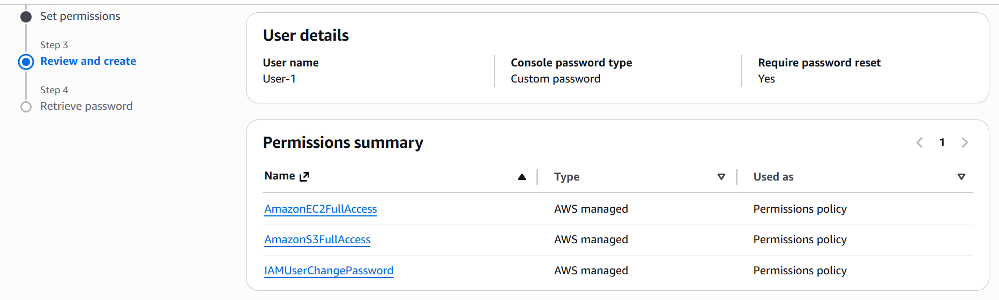 Set permissions
Step 3
Review and create
Step 4
Retrieve password
User details
User name
User-1
Console password type
Custom password
Require password reset
Yes
Permissions summary
1
Name
Type
Used as
AmazonEC2FullAccess
AWS managed
Permissions policy
AmazonS3FullAccess
AWS managed
Permissions policy
IAMUserChangePassword
AWS managed
Permissions policy